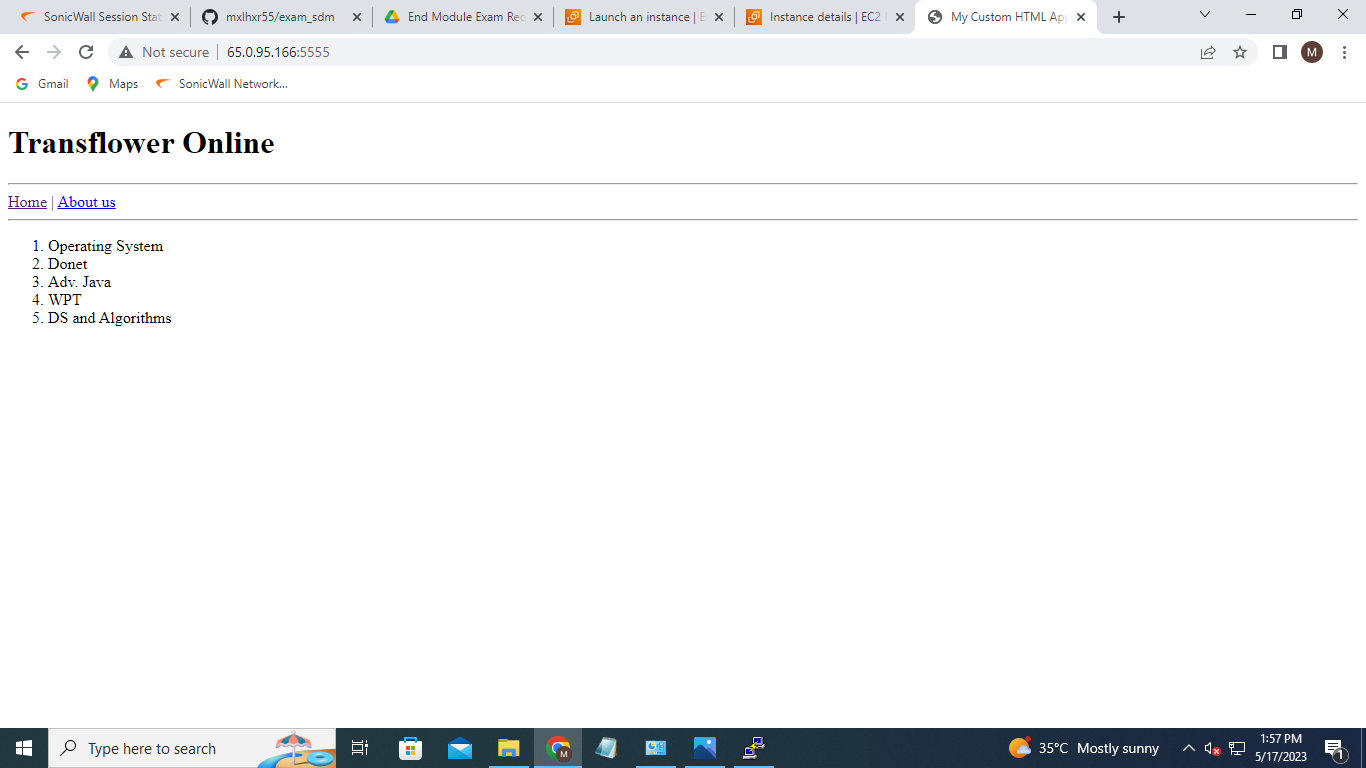 SonicWall Session Stat
mxlhxr55/exam_sdm
End Module Exam Rec
Launch an instance | E
Instance details | EC2
My Custom HTML App
Not secure
65.0.95.166:5555
M
Gmail
Maps
SonicWall Network...
Transflower Online
Home | About us
1. Operating System
2. Donet
3. Adv. Java
4. WPT
5. DS and Algorithms
Type here to search
M
35°C Mostly sunny
1:57 PM
5/17/2023
1